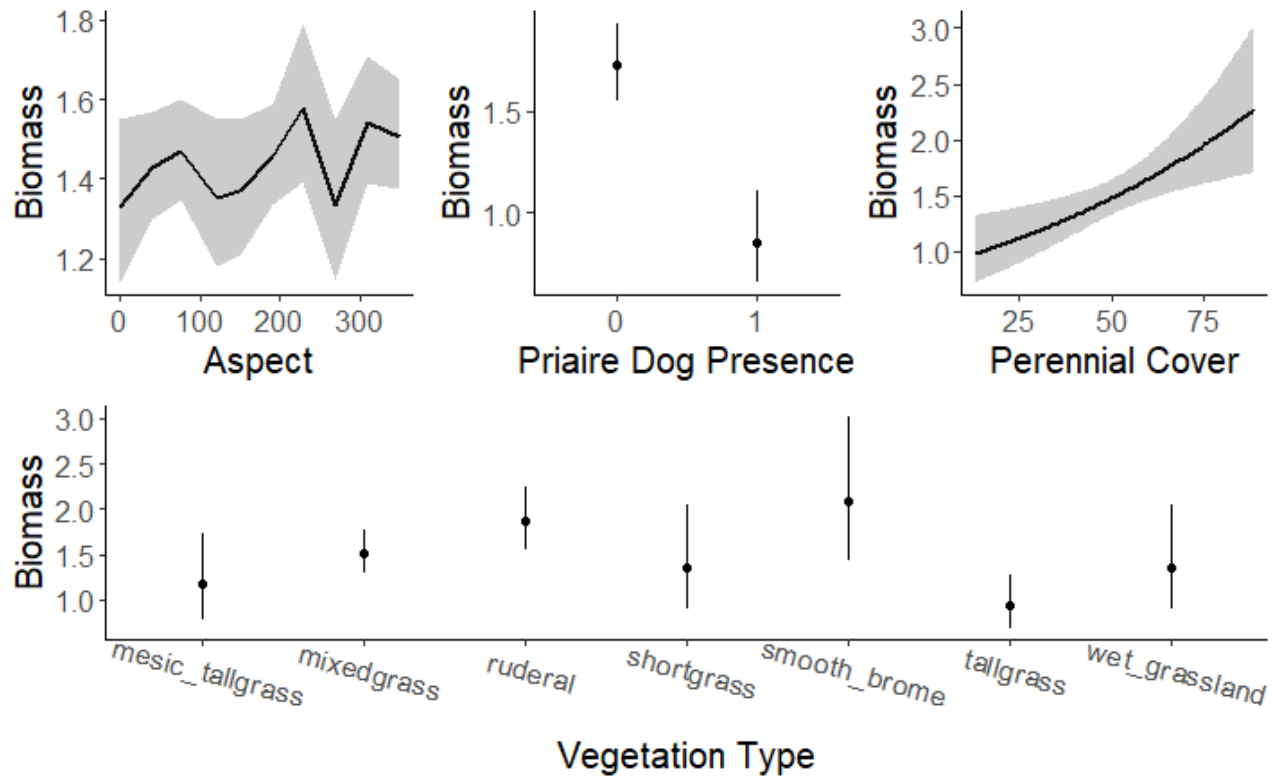 Biomass
1.8
1.6
1.4
1.2
0 100 200 300
Aspect
Biomass
1.5
1.0
0 1
Priaire Dog Presence
Biomass
3.0
2.5
2.0
1.5
1.0
25 50 75
Perennial Cover
Biomass
3.0
2.5
2.0
1.5
1.0
mesic_tallgrass mixedgrass ruderal shortgrass smooth_brome tallgrass wet_grassland
Vegetation Type